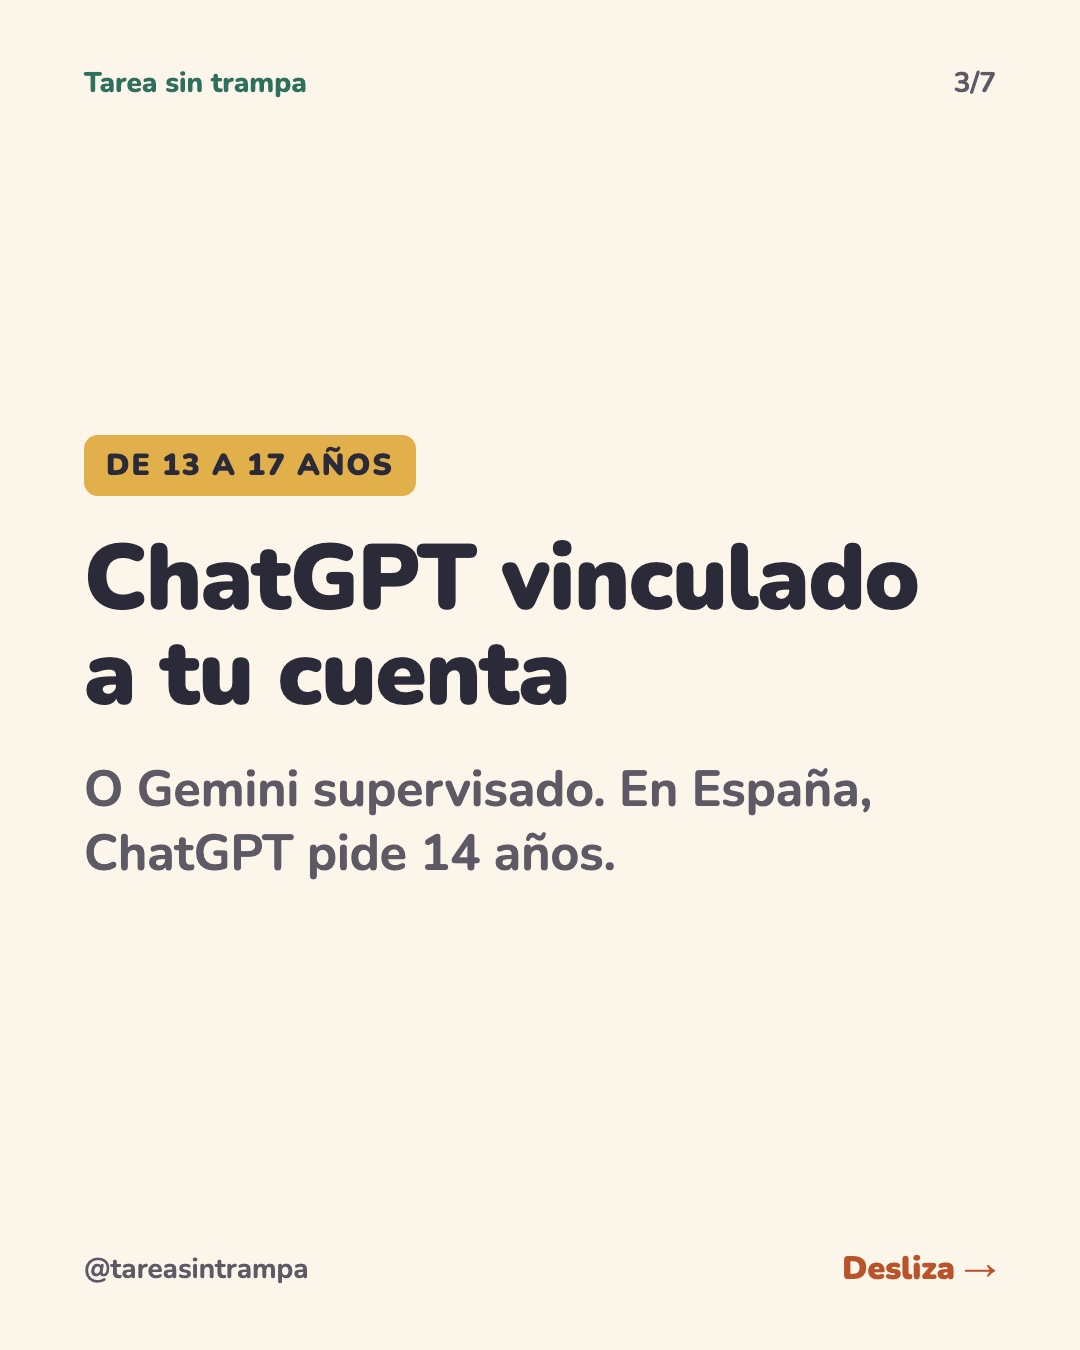 Tarea sin trampa
3/7
DE 13 A 17 AÑOS
ChatGPT vinculado
a tu cuenta
O Gemini supervisado. En España,
ChatGPT pide 14 años.
@tareasintrampa
Desliza →